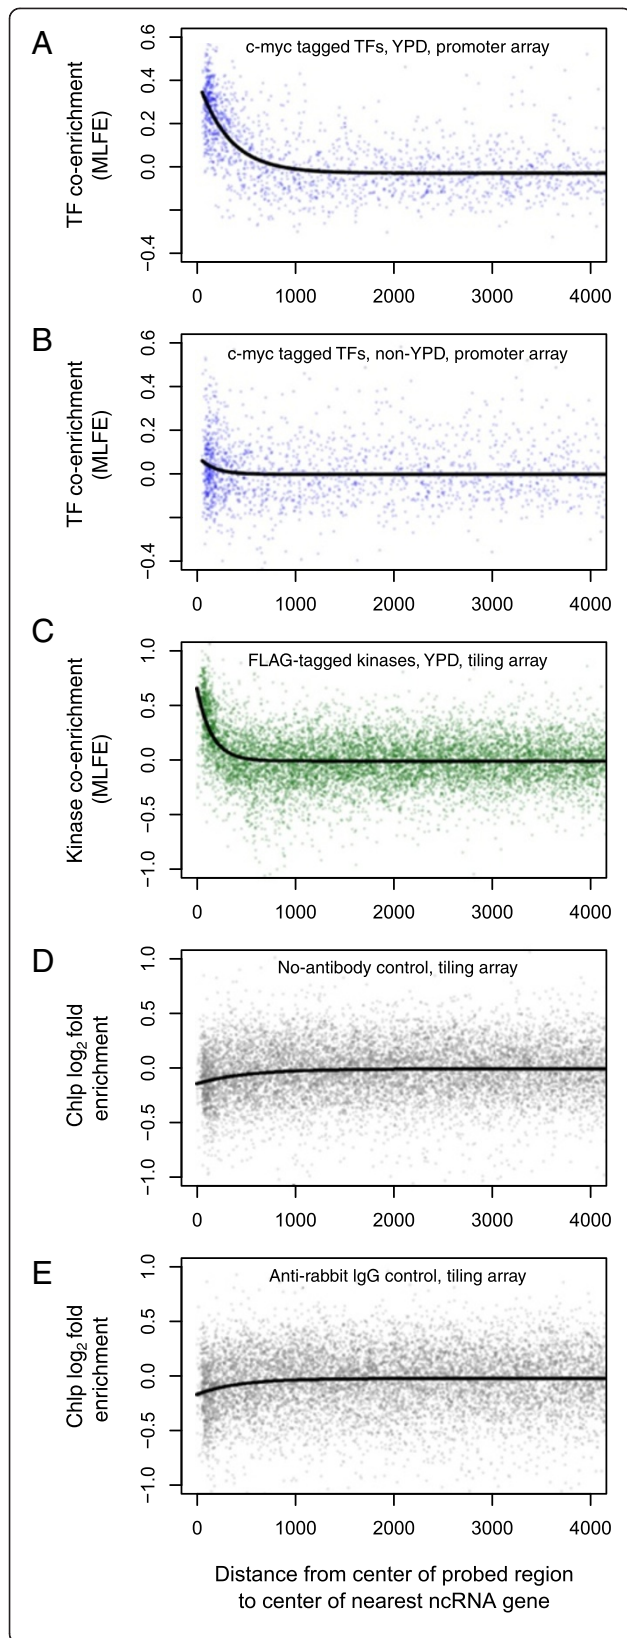 A
c-myc tagged TFs, YPD, promoter array
TF co-enrichment
(MLFE)
0.6
0.4
0.2
0.0
−0.4
0 1000 2000 3000 4000
B
c-myc tagged TFs, non-YPD, promoter array
TF co-enrichment
(MLFE)
0.6
0.4
0.2
0.0
−0.4
0 1000 2000 3000 4000
C
FLAG-tagged kinases, YPD, tiling array
Kinase co-enrichment
(MLFE)
1.0
0.5
0.0
−0.5
−1.0
0 1000 2000 3000 4000
D
No-antibody control, tiling array
ChIp log2 fold
enrichment
1.0
0.5
0.0
−0.5
−1.0
0 1000 2000 3000 4000
E
Anti-rabbit IgG control, tiling array
ChIp log2 fold
enrichment
1.0
0.5
0.0
−0.5
−1.0
0 1000 2000 3000 4000
Distance from center of probed region
to center of nearest ncRNA gene